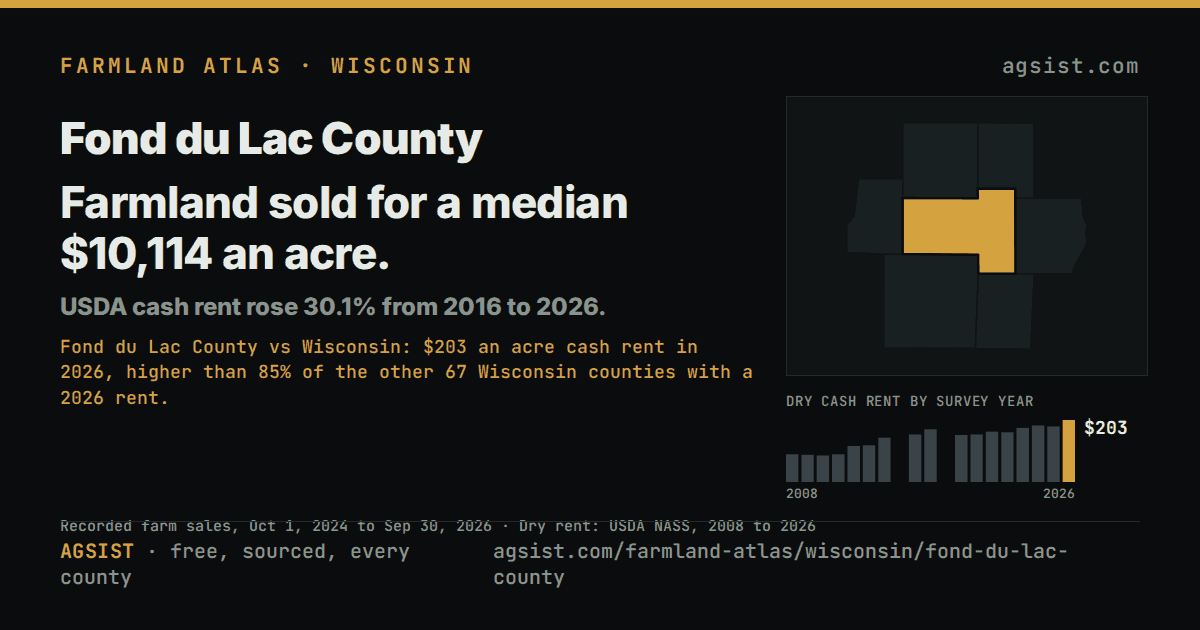 FARMLAND ATLAS · WISCONSIN
agsist.com
Fond du Lac County
Farmland sold for a median
$10,114 an acre.
USDA cash rent rose 30.1% from 2016 to 2026.
Fond du Lac County vs Wisconsin: $203 an acre cash rent in
2026, higher than 85% of the other 67 Wisconsin counties with a
2026 rent.
DRY CASH RENT BY SURVEY YEAR
$203
2008
2026
Recorded farm sales, Oct 1, 2024 to Sep 30, 2026 · Dry rent: USDA NASS, 2008 to 2026
AGSIST · free, sourced, every
county
agsist.com/farmland-atlas/wisconsin/fond-du-lac-
county